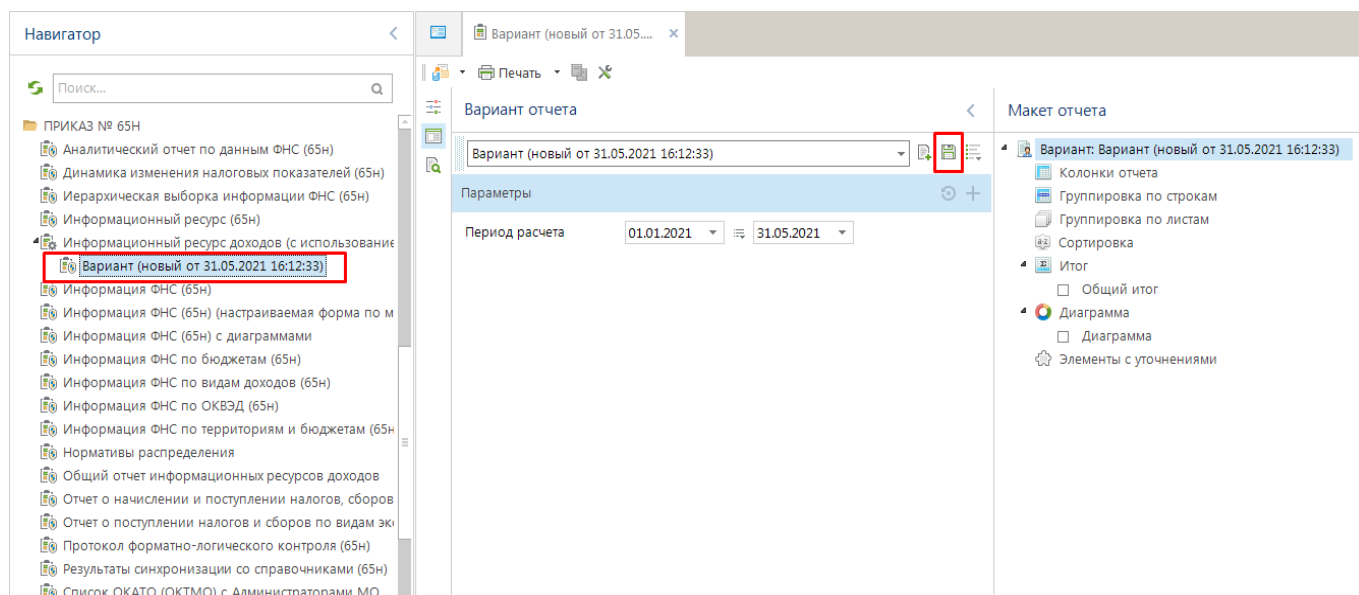 Навигатор
Поиск...
ПРИКАЗ № 65Н
Аналитический отчет по данным ФНС (65н)
Динамика изменения налоговых показателей (65н)
Иерархическая выборка информации ФНС (65н)
Информационный ресурс (65н)
Информационный ресурс доходов (с использование
Вариант (новый от 31.05.2021 16:12:33)
Информация ФНС (65н)
Информация ФНС (65н) (настраиваемая форма по м
Информация ФНС (65н) с диаграммами
Информация ФНС по бюджетам (65н)
Информация ФНС по видам доходов (65н)
Информация ФНС по ОКВЭД (65н)
Информация ФНС по территориям и бюджетам (65н
Нормативы распределения
Общий отчет информационных ресурсов доходов
Отчет о начислении и поступлении налогов, сборов
Отчет о поступлении налогов и сборов по видам эк
Протокол форматно-логического контроля (65н)
Результаты синхронизации со справочниками (65н)
Список ОКАТО (ОКТМО) с Администраторами МО
Вариант (новый от 31.05....
Печать
Вариант отчета
Вариант (новый от 31.05.2021 16:12:33)
Параметры
Период расчета 01.01.2021 31.05.2021
Макет отчета
Вариант: Вариант (новый от 31.05.2021 16:12:33)
Колонки отчета
Группировка по строкам
Группировка по листам
Сортировка
Итог
Общий итог
Диаграмма
Диаграмма
Элементы с уточнениями